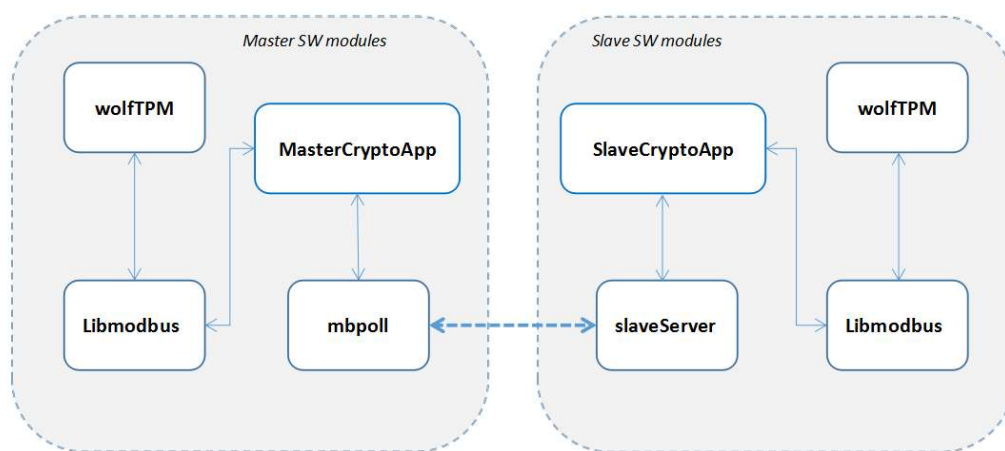 Master SW modules
wolfTPM
MasterCryptoApp
Libmodbus
mbpoll
Slave SW modules
wolfTPM
SlaveCryptoApp
slaveServer
Libmodbus